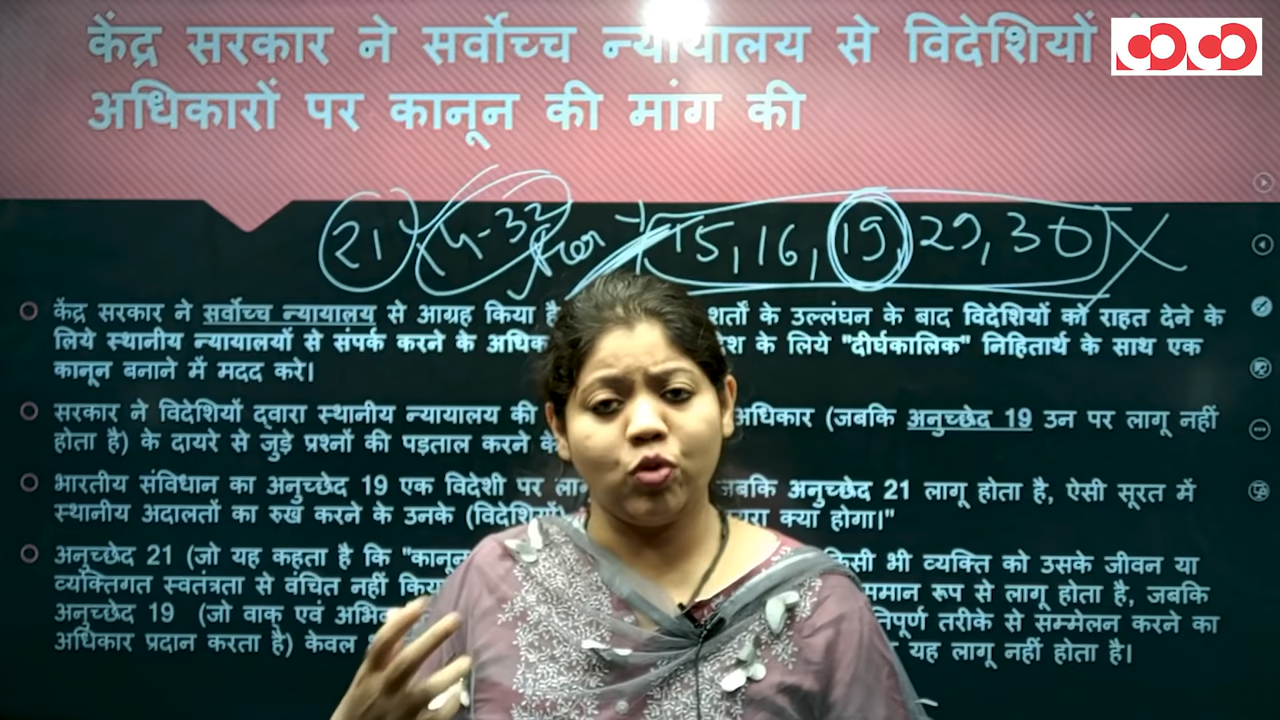 केंद्र सरकार ने सर्वोच्च न्यायालय से विदेशियों
अधिकारों पर कानून की मांग की
21 15, 16, 19, 29, 30
केंद्र सरकार ने सर्वोच्च न्यायालय से आग्रह किया है शर्तों के उल्लंघन के बाद विदेशियों को राहत देने के
लिये स्थानीय न्यायालयों से संपर्क करने के के लिये "दीर्घकालिक" निहितार्थ के साथ एक
कानून बनाने में मदद करे।
सरकार ने विदेशियों द्वारा स्थानीय न्यायालय की अधिकार (जबकि अनुच्छेद 19 उन पर लागू नहीं
होता है) के दायरे से जुड़े प्रश्नों की पड़ताल करने
भारतीय संविधान का अनुच्छेद 19 एक विदेशी पर जबकि अनुच्छेद 21 लागू होता है, ऐसी सूरत में
स्थानीय अदालतों का रुख करने के उनके क्या होगा।"
अनुच्छेद 21 (जो यह कहता है कि किसी भी व्यक्ति को उसके जीवन या
व्यक्तिगत स्वतंत्रता से वंचित नहीं समान रूप से लागू होता है, जबकि
अनुच्छेद 19 (जो वाक् एवं तरीके से सम्मेलन करने का
अधिकार प्रदान करता है) केवल यह लागू नहीं होता है।